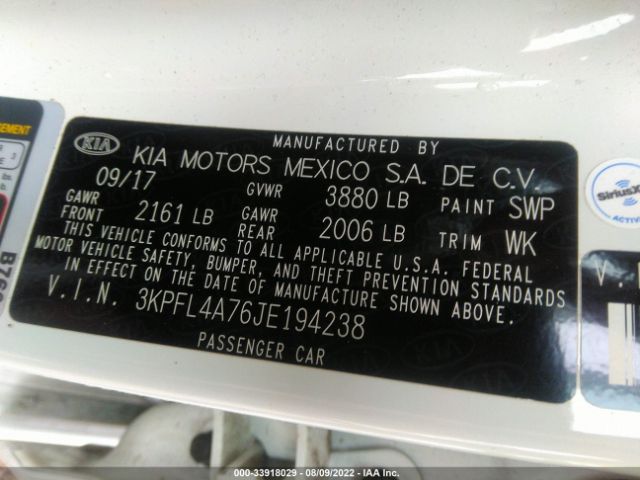 MANUFACTURED BY
KIA KIA MOTORS MEXICO S.A. DE C.V.
09/17 GVWR 3880 LB PAINT SWP
GAWR FRONT 2161 LB GAWR REAR 2006 LB TRIM WK
THIS VEHICLE CONFORMS TO ALL APPLICABLE U.S.A. FEDERAL
MOTOR VEHICLE SAFETY, BUMPER, AND THEFT PREVENTION STANDARDS
IN EFFECT ON THE DATE OF MANUFACTURE SHOWN ABOVE.
V.I.N. 3KPFL4A76JE194238
PASSENGER CAR
SiriusX
ACTIV
000-33918029 - 08/09/2022 - IAA Inc.